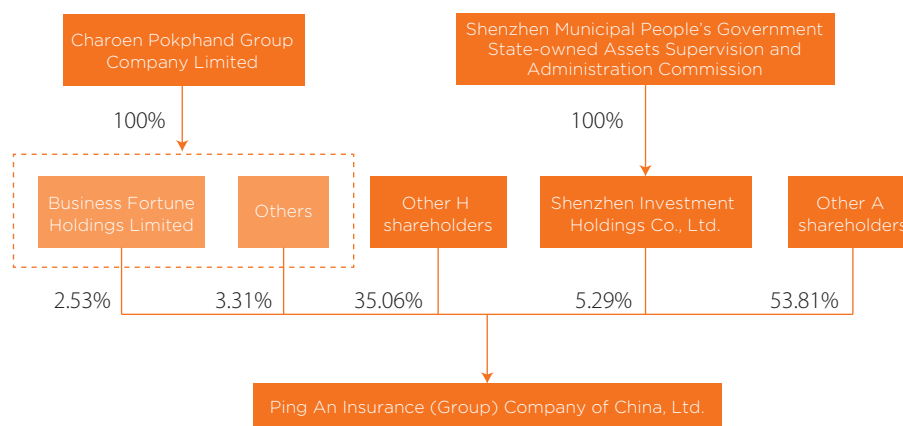 Charoen Pokphand Group
Company Limited
Shenzhen Municipal People’s Government
State-owned Assets Supervision and
Administration Commission
100%
100%
Business Fortune
Holdings Limited
Others
Other H
shareholders
Shenzhen Investment
Holdings Co., Ltd.
Other A
shareholders
2.53%
3.31%
35.06%
5.29%
53.81%
Ping An Insurance (Group) Company of China, Ltd.